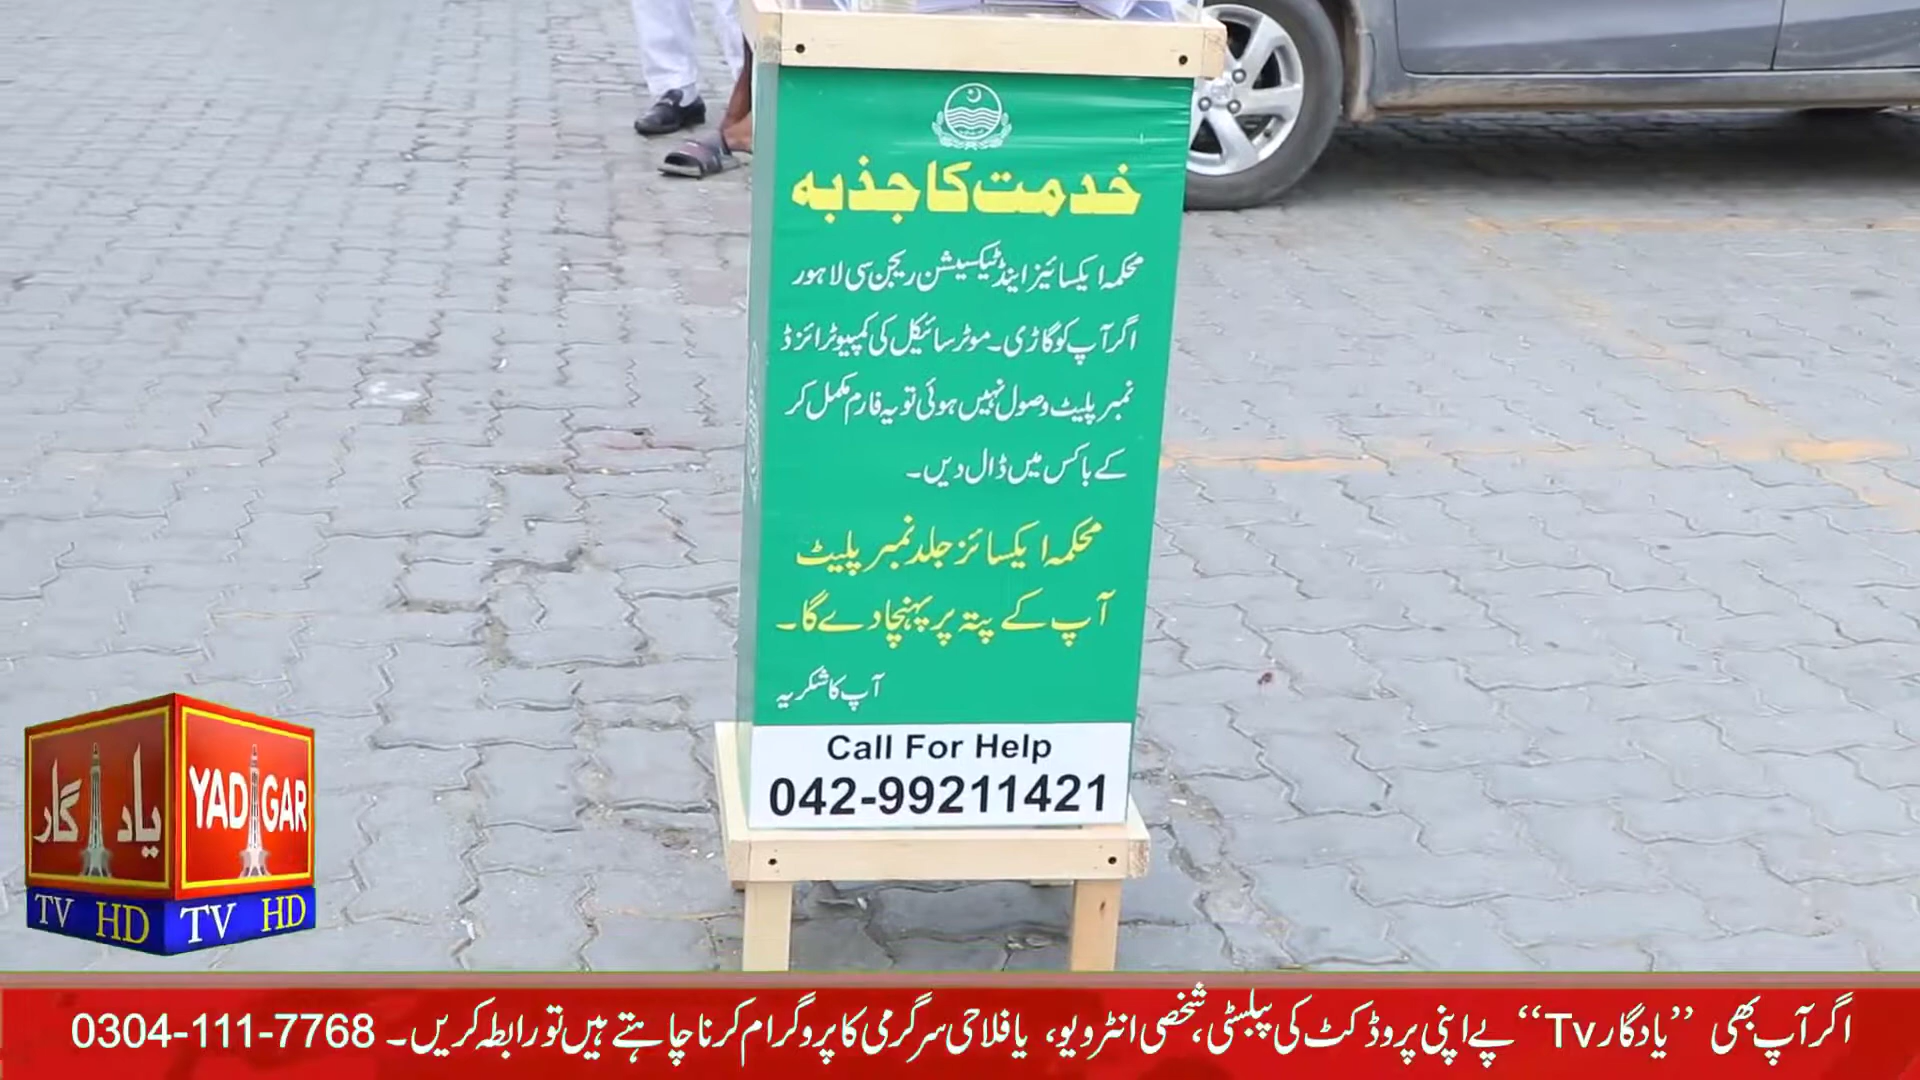 خدمت کا جذبہ
محکمہ ایکسائیز اینڈ ٹیکسیشن ریجن سی لاہور
اگر آپ کو گاڑی۔ موٹر سائیکل کی کمپیوٹرائزڈ
نمبر پلیٹ وصول نہیں ہوئی تو یہ فارم مکمل کر
کے باکس میں ڈال دیں۔
محکمہ ایکسائز جلد نمبر پلیٹ
آپ کے پتہ پر پہنچا دے گا۔
آپ کا شکریہ
Call For Help
042-99211421
یادگار
TV HD
YADGAR
TV HD
اگر آپ بھی ”یادگار Tv“ پے اپنی پروڈکٹ کی پبلسٹی، شخصی انٹرویو، یا فلاحی سرگرمی کا پروگرام کرنا چاہتے ہیں تو رابطہ کریں۔ 0304-111-7768